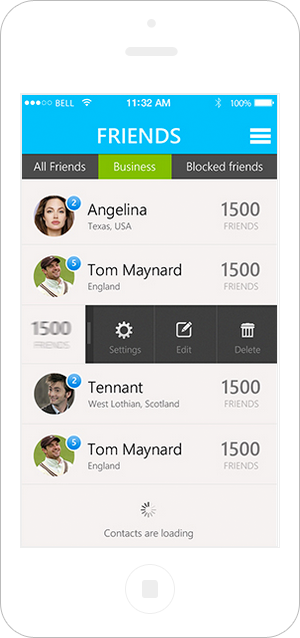 BELL 11:32 AM 100%
FRIENDS
All Friends Business Blocked friends
2
Angelina 1500
Texas, USA FRIENDS
5
Tom Maynard 1500
England FRIENDS
1500
FRIENDS Settings Edit Delete
2
Tennant 1500
West Lothian, Scotland FRIENDS
5
Tom Maynard 1500
England FRIENDS
Contacts are loading